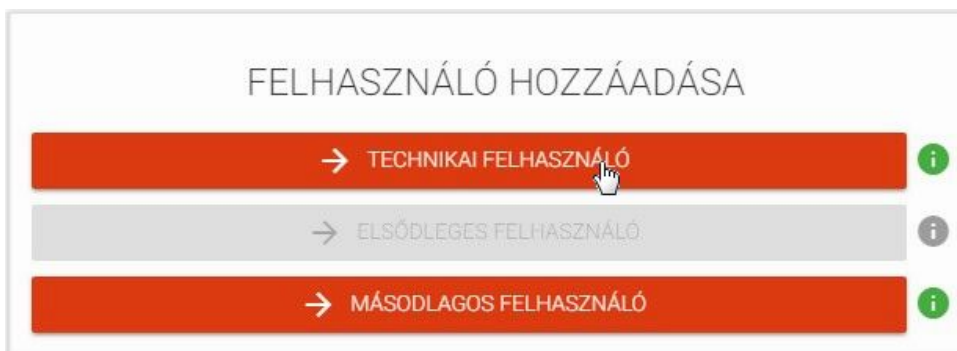 FELHASZNÁLÓ HOZZÁADÁSA
TECHNIKAI FELHASZNÁLÓ
ELSŐDLEGES FELHASZNÁLÓ
MÁSODLAGOS FELHASZNÁLÓ